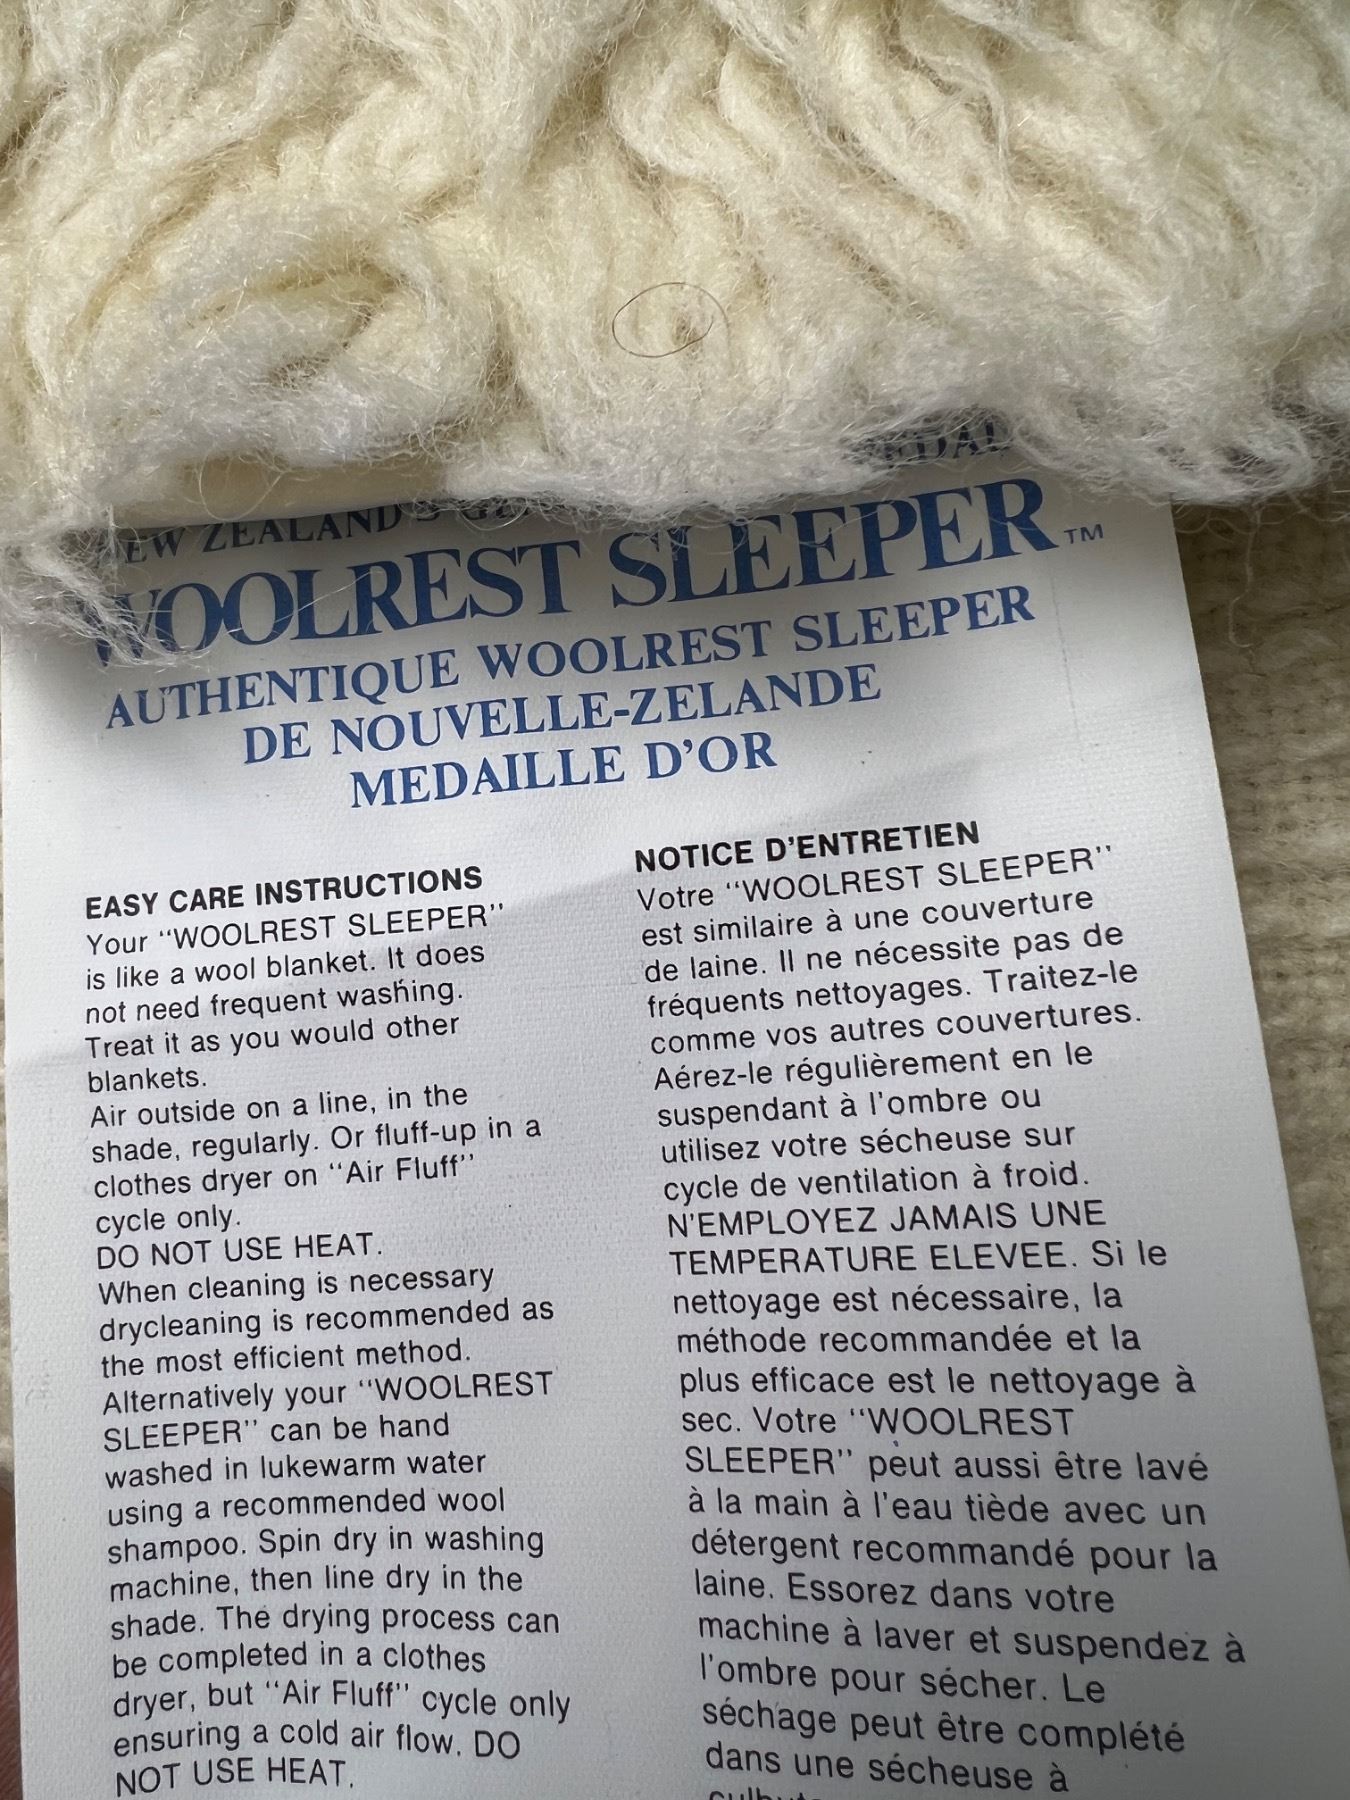 NEW ZEALAND'S
MEDAL
WOOLREST SLEEPER™
AUTHENTIQUE WOOLREST SLEEPER
DE NOUVELLE-ZELANDE
MEDAILLE D'OR
EASY CARE INSTRUCTIONS
Your "WOOLREST SLEEPER"
is like a wool blanket. It does
not need frequent washing.
Treat it as you would other
blankets.
Air outside on a line, in the
shade, regularly. Or fluff-up in a
clothes dryer on "Air Fluff"
cycle only.
DO NOT USE HEAT.
When cleaning is necessary
drycleaning is recommended as
the most efficient method.
Alternatively your "WOOLREST
SLEEPER" can be hand
washed in lukewarm water
using a recommended wool
shampoo. Spin dry in washing
machine, then line dry in the
shade. The drying process can
be completed in a clothes
dryer, but "Air Fluff" cycle only
ensuring a cold air flow. DO
NOT USE HEAT.
NOTICE D'ENTRETIEN
Votre "WOOLREST SLEEPER"
est similaire à une couverture
de laine. Il ne nécessite pas de
fréquents nettoyages. Traitez-le
comme vos autres couvertures.
Aérez-le régulièrement en le
suspendant à l'ombre ou
utilisez votre sécheuse sur
cycle de ventilation à froid.
N'EMPLOYEZ JAMAIS UNE
TEMPERATURE ELEVEE. Si le
nettoyage est nécessaire, la
méthode recommandée et la
plus efficace est le nettoyage à
sec. Votre "WOOLREST
SLEEPER" peut aussi être lavé
à la main à l'eau tiède avec un
détergent recommandé pour la
laine. Essorez dans votre
machine à laver et suspendez à
l'ombre pour sécher. Le
séchage peut être complété
dans une sécheuse à